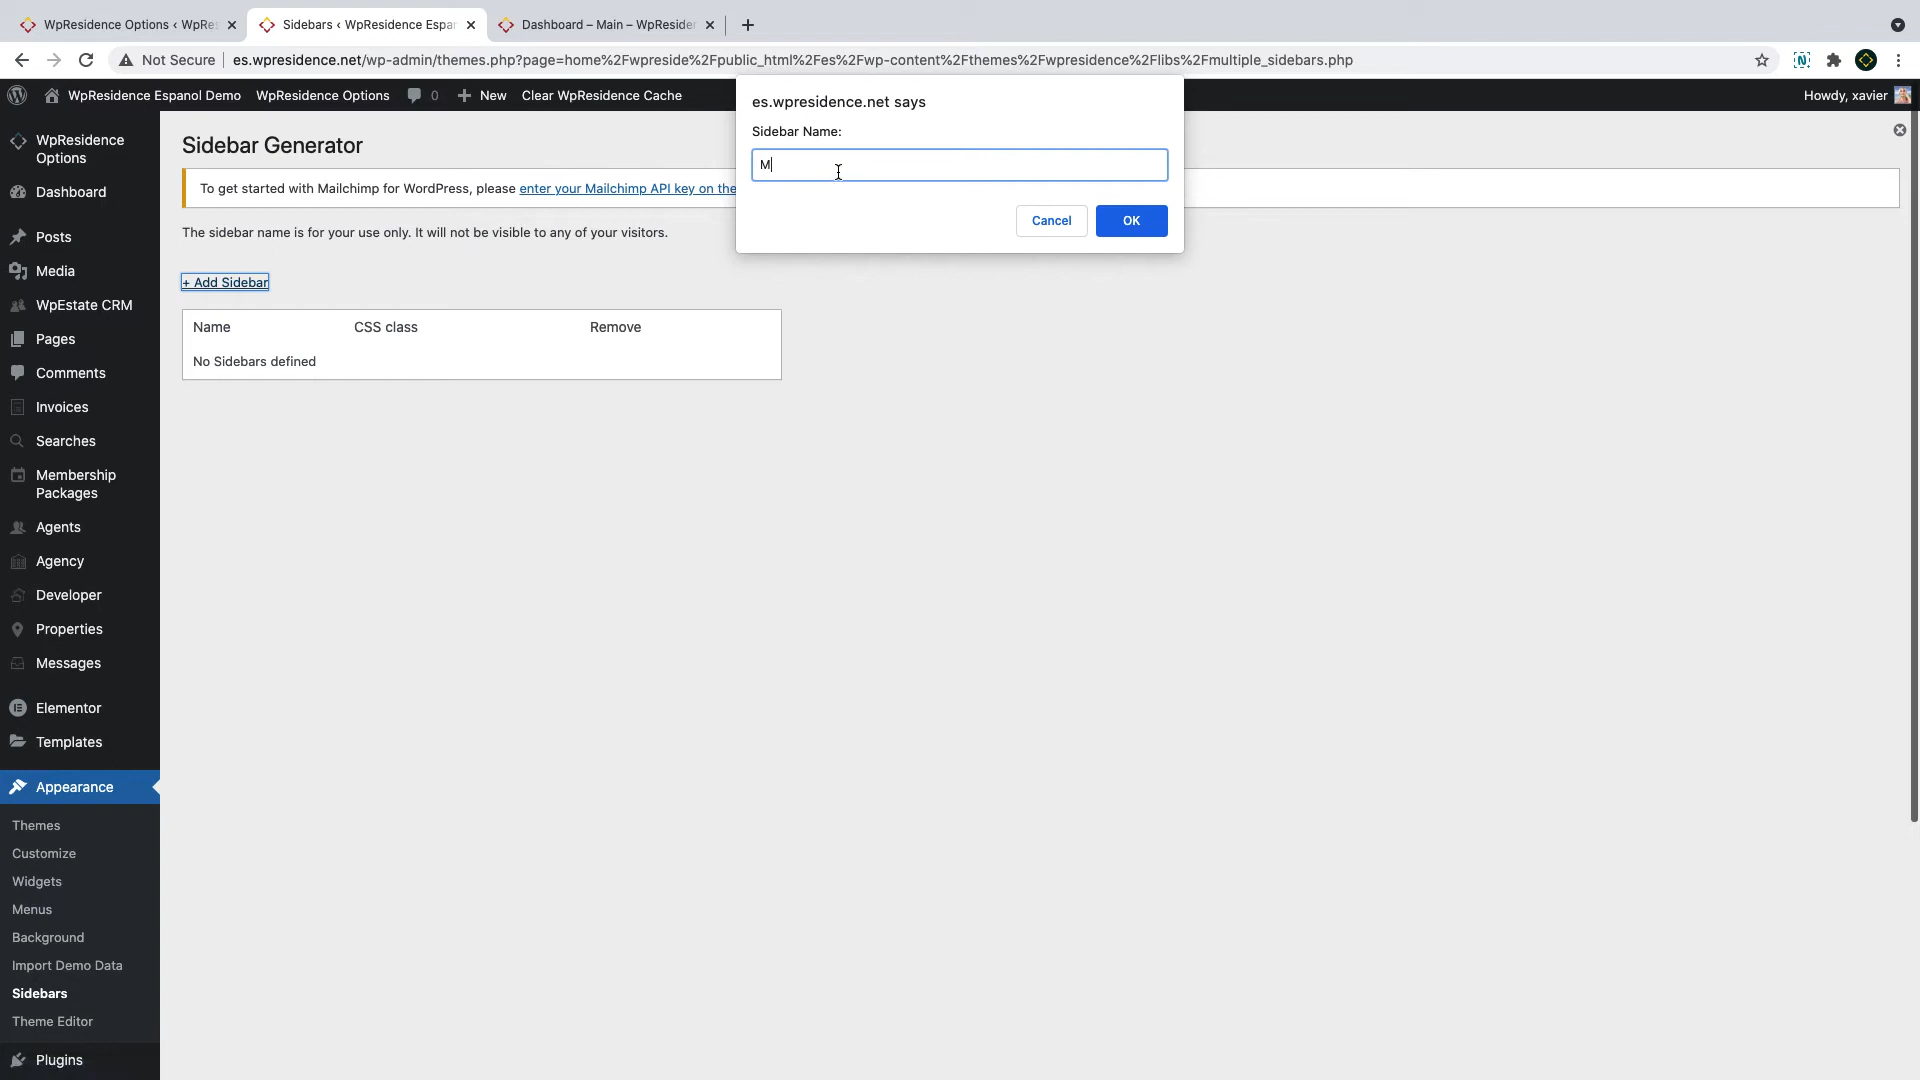 WpResidence Options ‹ WpRes
Sidebars ‹ WpResidence Espan
Dashboard – Main – WpReside
Not Secure
es.wpresidence.net/wp-admin/themes.php?page=home%2Fwpreside%2Fpublic_html%2Fes%2Fwp-content%2Fthemes%2Fwpresidence%2Flibs%2Fmultiple_sidebars.php
WpResidence Espanol Demo
WpResidence Options
0
New
Clear WpResidence Cache
Howdy, xavier
es.wpresidence.net says
Sidebar Name:
M
Cancel
OK
WpResidence
Options
Dashboard
Posts
Media
WpEstate CRM
Pages
Comments
Invoices
Searches
Membership
Packages
Agents
Agency
Developer
Properties
Messages
Elementor
Templates
Appearance
Themes
Customize
Widgets
Menus
Background
Import Demo Data
Sidebars
Theme Editor
Plugins
Sidebar Generator
To get started with Mailchimp for WordPress, please enter your Mailchimp API key on the
The sidebar name is for your use only. It will not be visible to any of your visitors.
+ Add Sidebar
Name CSS class Remove
No Sidebars defined